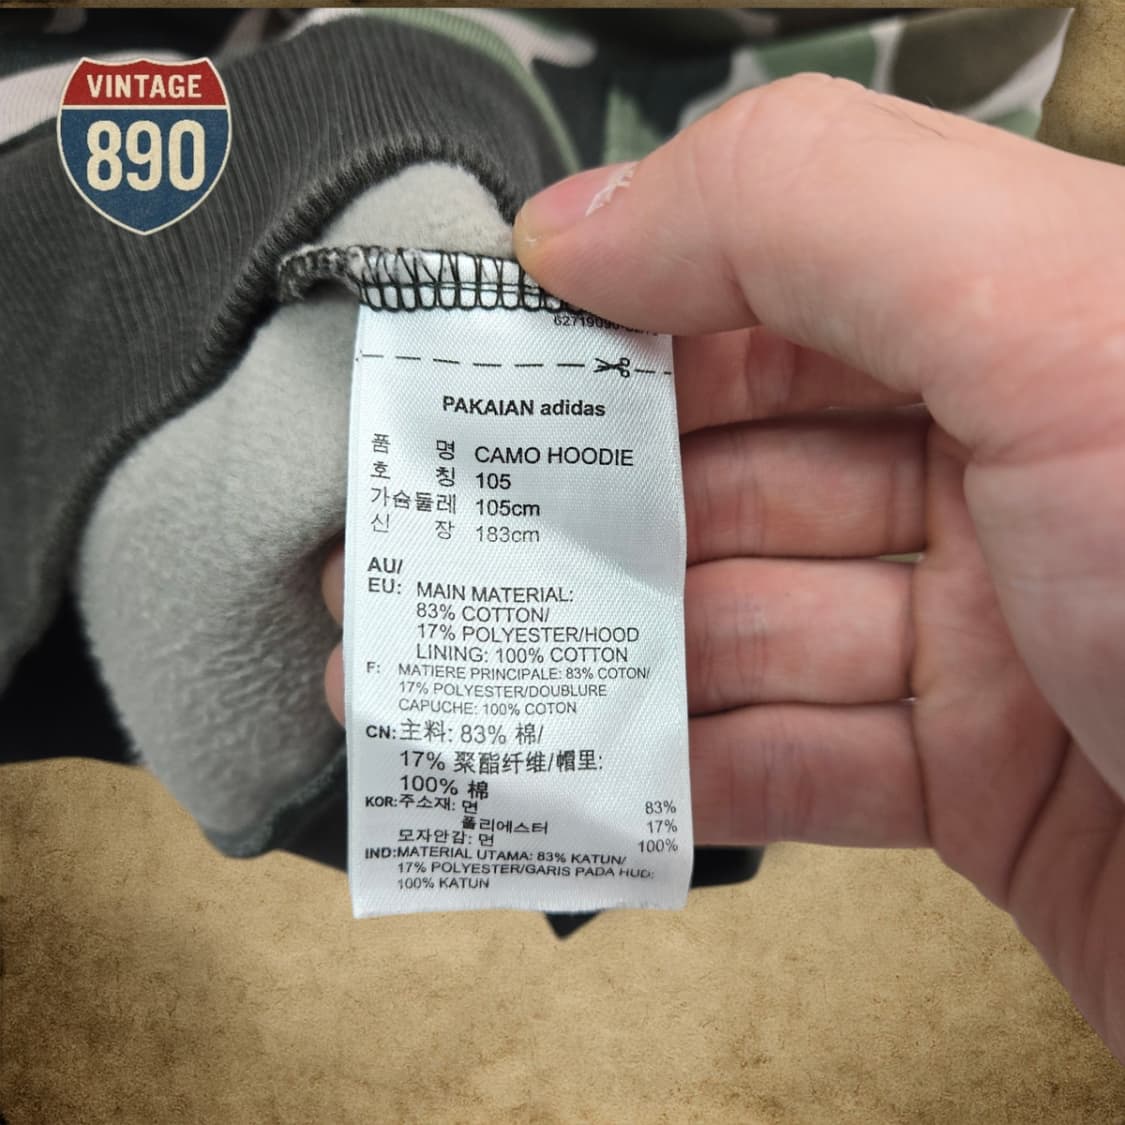 VINTAGE
890
PAKAIAN adidas
품 명 CAMO HOODIE
호 칭 105
가슴둘레 105cm
신 장 183cm
AU/
EU: MAIN MATERIAL:
83% COTTON/
17% POLYESTER/HOOD
LINING: 100% COTTON
F: MATIERE PRINCIPALE: 83% COTON/
17% POLYESTER/DOUBLURE
CAPUCHE: 100% COTON
CN: 主料: 83% 棉/
17% 聚酯纤维/帽里:
100% 棉
KOR: 주소재: 면 83%
폴리에스터 17%
모자안감: 면 100%
IND: MATERIAL UTAMA: 83% KATUN/
17% POLYESTER/GARIS PADA HUD:
100% KATUN